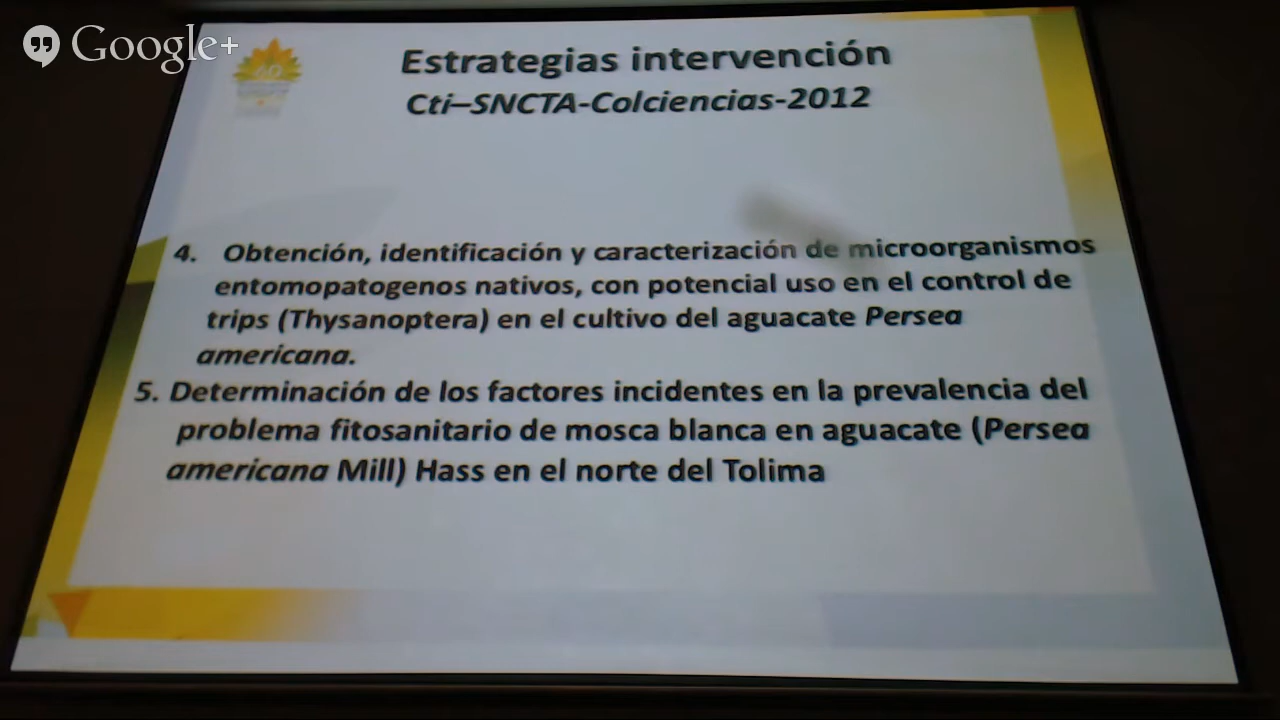 Google+
Estrategias intervención
Cti–SNCTA-Colciencias-2012
4. Obtención, identificación y caracterización de microorganismos
entomopatogenos nativos, con potencial uso en el control de
trips (Thysanoptera) en el cultivo del aguacate Persea
americana.
5. Determinación de los factores incidentes en la prevalencia del
problema fitosanitario de mosca blanca en aguacate (Persea
americana Mill) Hass en el norte del Tolima